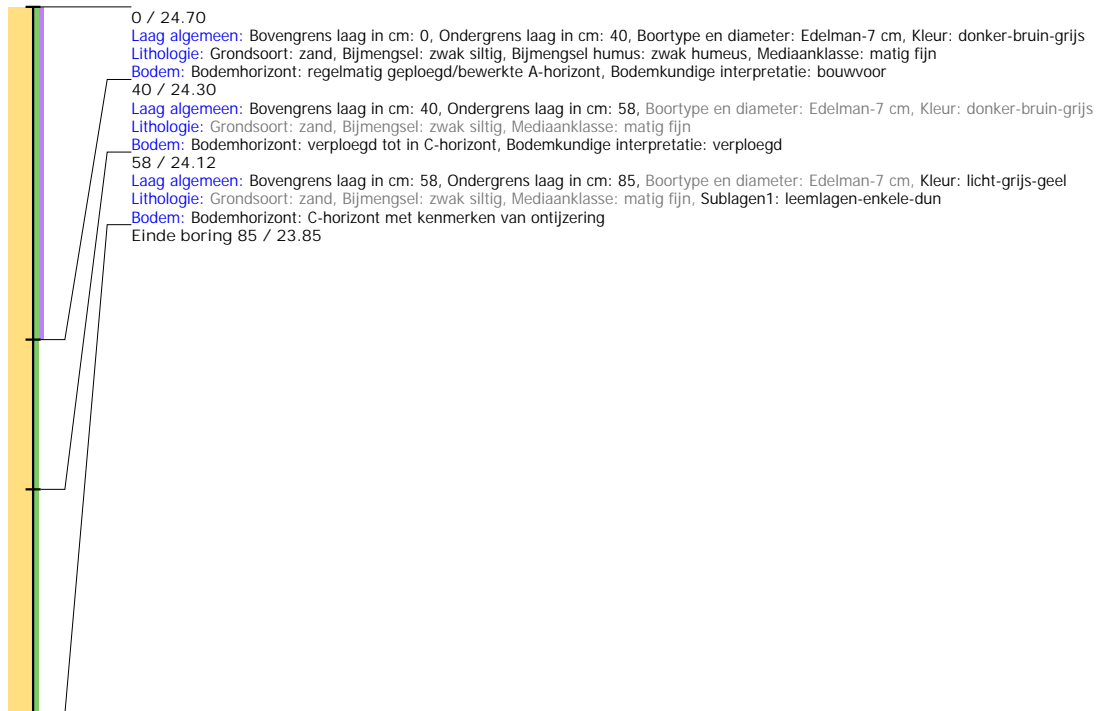 0 / 24.70
Laag algemeen: Bovengrens laag in cm: 0, Ondergrens laag in cm: 40, Boortype en diameter: Edelman-7 cm, Kleur: donker-bruin-grijs
Lithologie: Grondsoort: zand, Bijmengsel: zwak siltig, Bijmengsel humus: zwak humeus, Mediaanklasse: matig fijn
Bodem: Bodemhorizont: regelmatig geploegd/bewerkte A-horizont, Bodemkundige interpretatie: bouwvoor
40 / 24.30
Laag algemeen: Bovengrens laag in cm: 40, Ondergrens laag in cm: 58, Boortype en diameter: Edelman-7 cm, Kleur: donker-bruin-grijs
Lithologie: Grondsoort: zand, Bijmengsel: zwak siltig, Mediaanklasse: matig fijn
Bodem: Bodemhorizont: verploegd tot in C-horizont, Bodemkundige interpretatie: verploegd
58 / 24.12
Laag algemeen: Bovengrens laag in cm: 58, Ondergrens laag in cm: 85, Boortype en diameter: Edelman-7 cm, Kleur: licht-grijs-geel
Lithologie: Grondsoort: zand, Bijmengsel: zwak siltig, Mediaanklasse: matig fijn, Sublagen1: leemlagen-enkele-dun
Bodem: Bodemhorizont: C-horizont met kenmerken van ontijzering
Einde boring 85 / 23.85